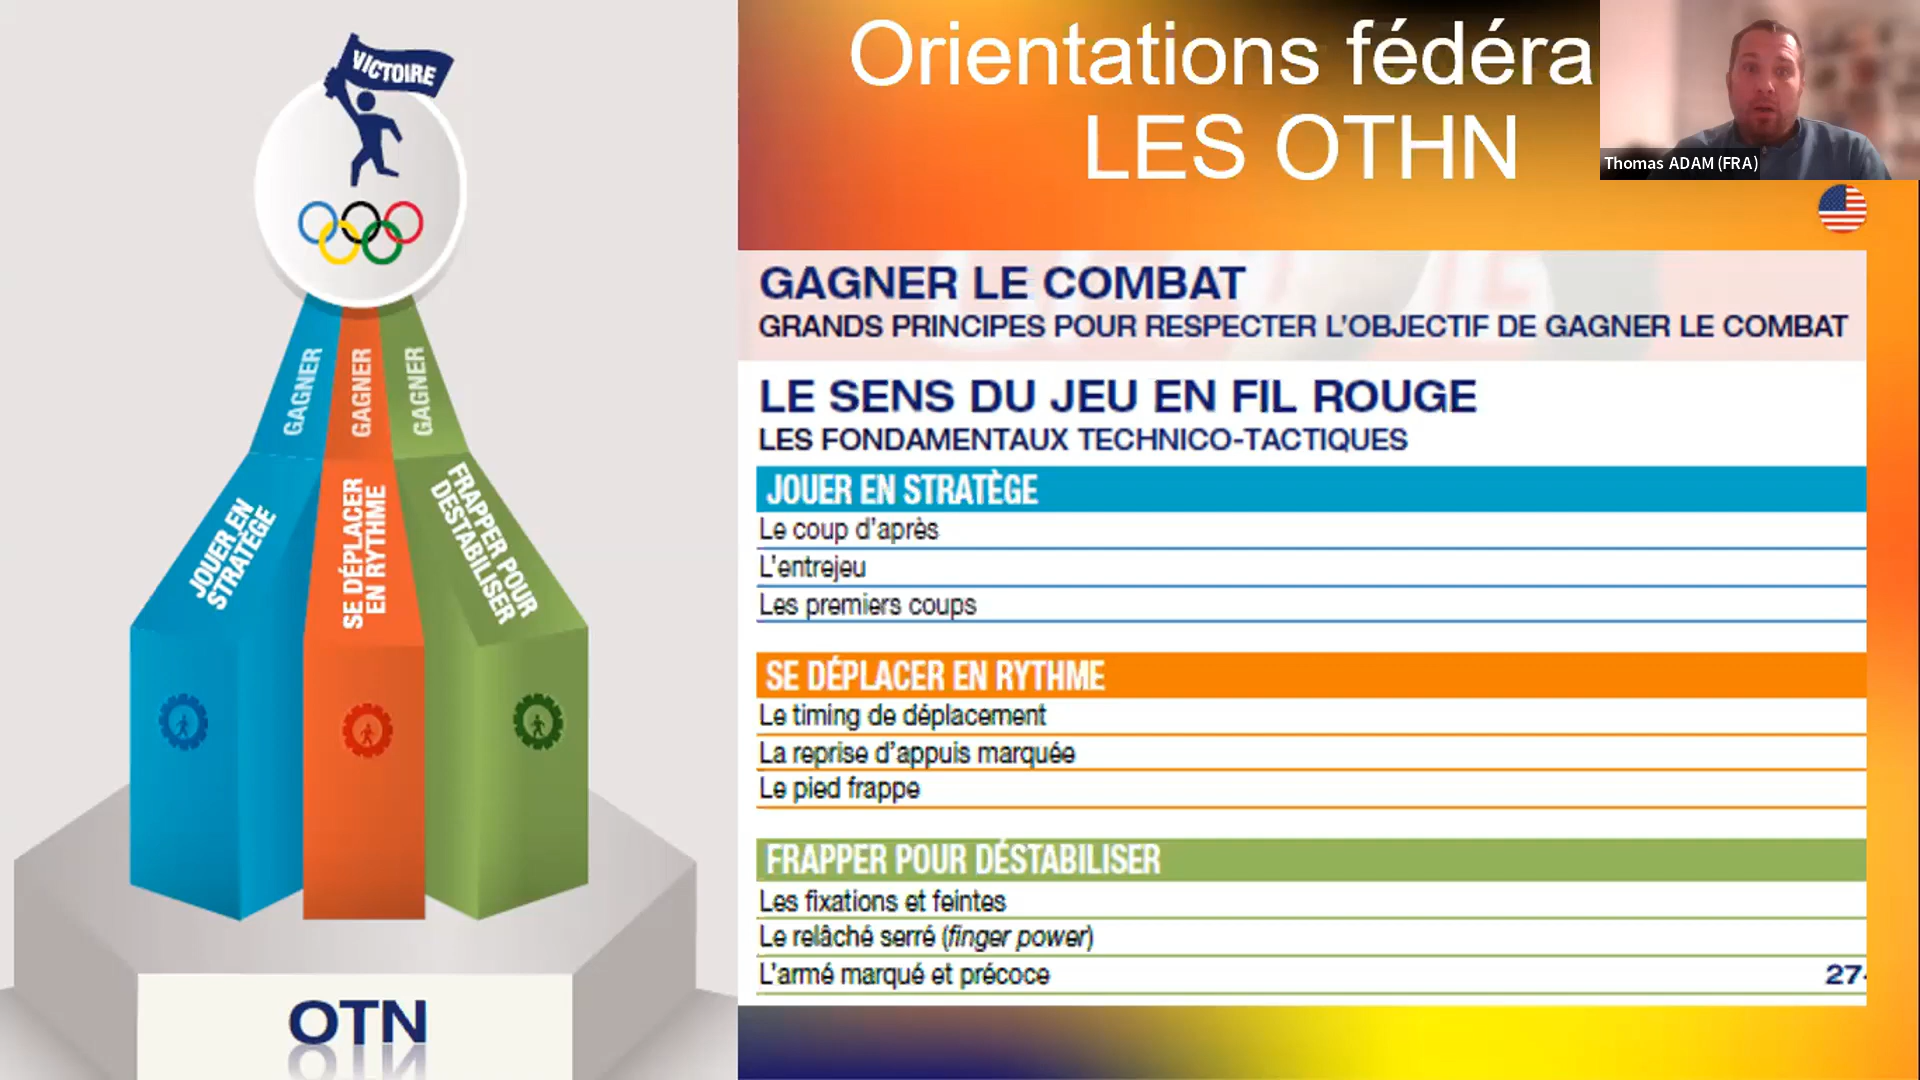 VICTOIRE
GAGNER
GAGNER
GAGNER
JOUER EN
STRATÈGE
SE DÉPLACER
EN RYTHME
FRAPPER POUR
DESTABILISER
OTN
Orientations fédéra
LES OTHN
Thomas ADAM (FRA)
GAGNER LE COMBAT
GRANDS PRINCIPES POUR RESPECTER L'OBJECTIF DE GAGNER LE COMBAT
LE SENS DU JEU EN FIL ROUGE
LES FONDAMENTAUX TECHNICO-TACTIQUES
JOUER EN STRATÈGE
Le coup d'après
L'entrejeu
Les premiers coups
SE DÉPLACER EN RYTHME
Le timing de déplacement
La reprise d'appuis marquée
Le pied frappe
FRAPPER POUR DÉSTABILISER
Les fixations et feintes
Le relâché serré (finger power)
L'armé marqué et précoce
27-